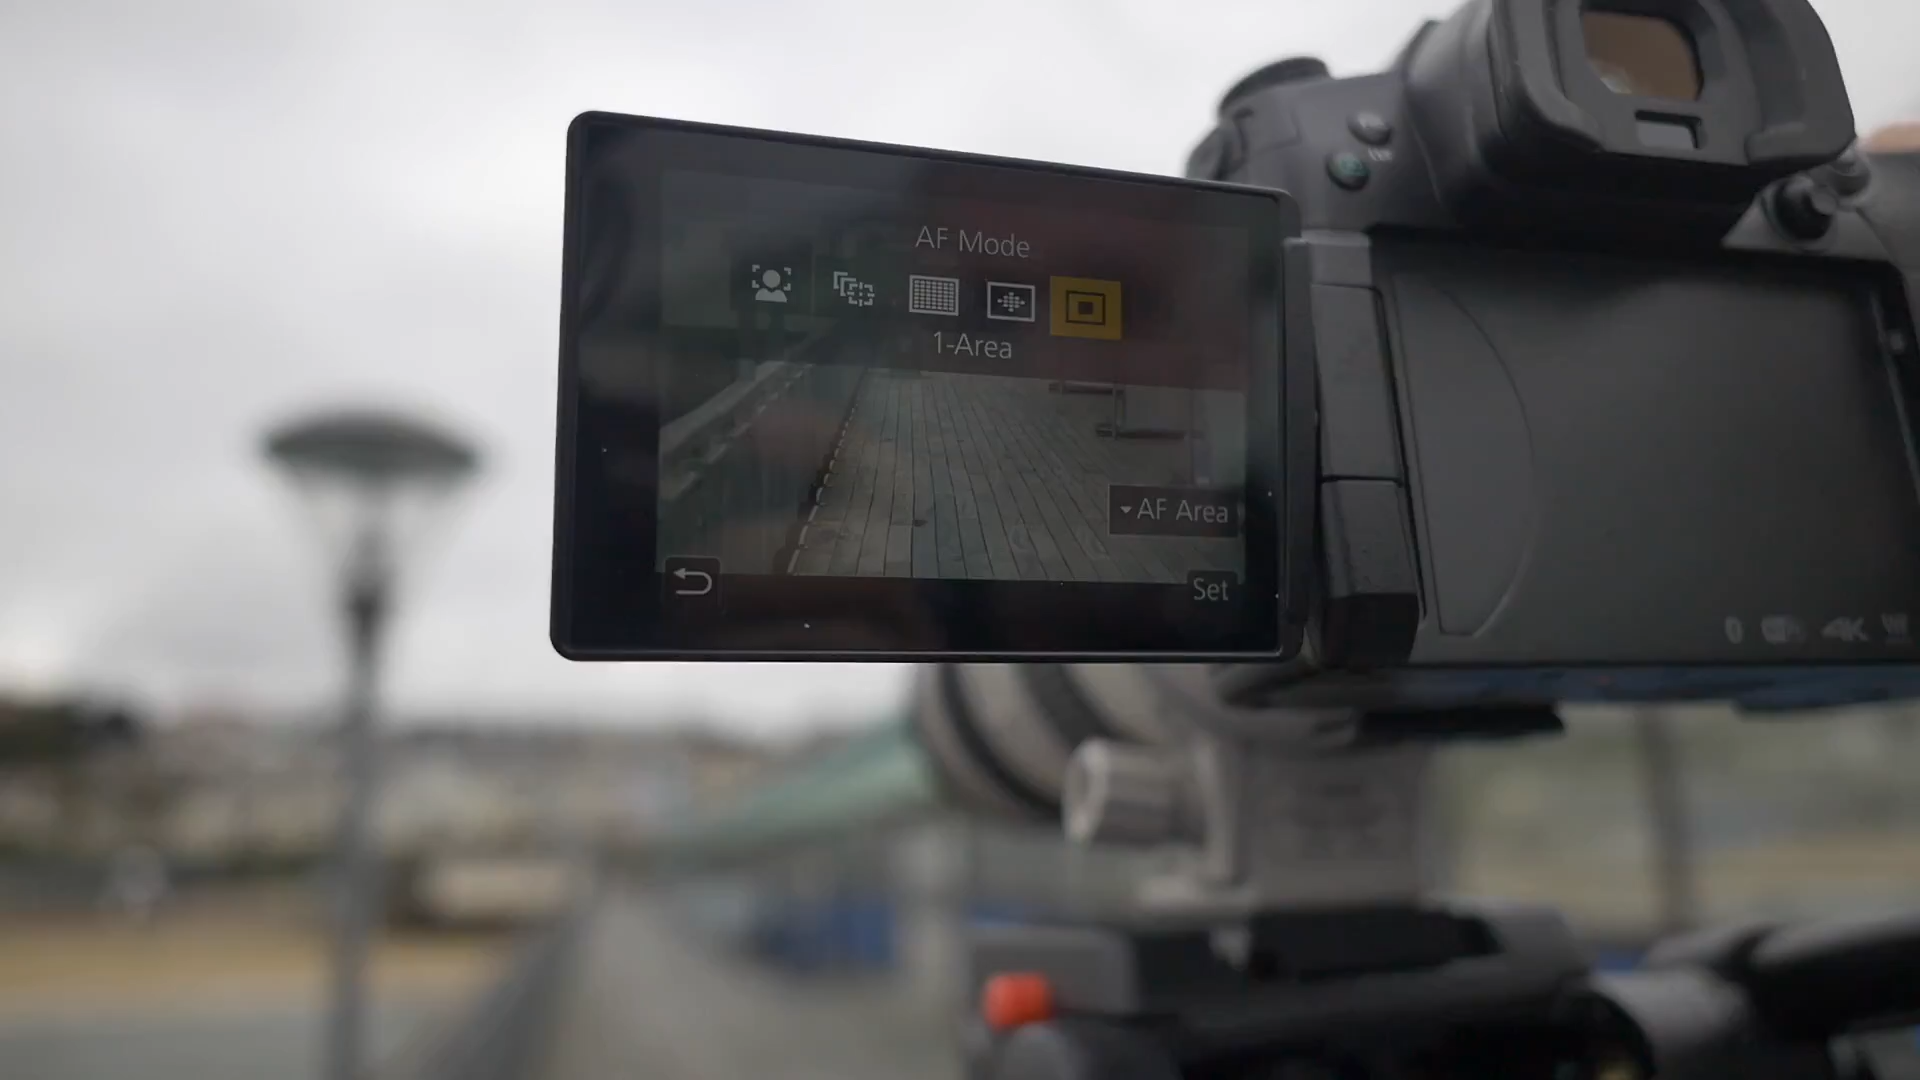 AF Mode
1-Area
AF Area
Set
4K